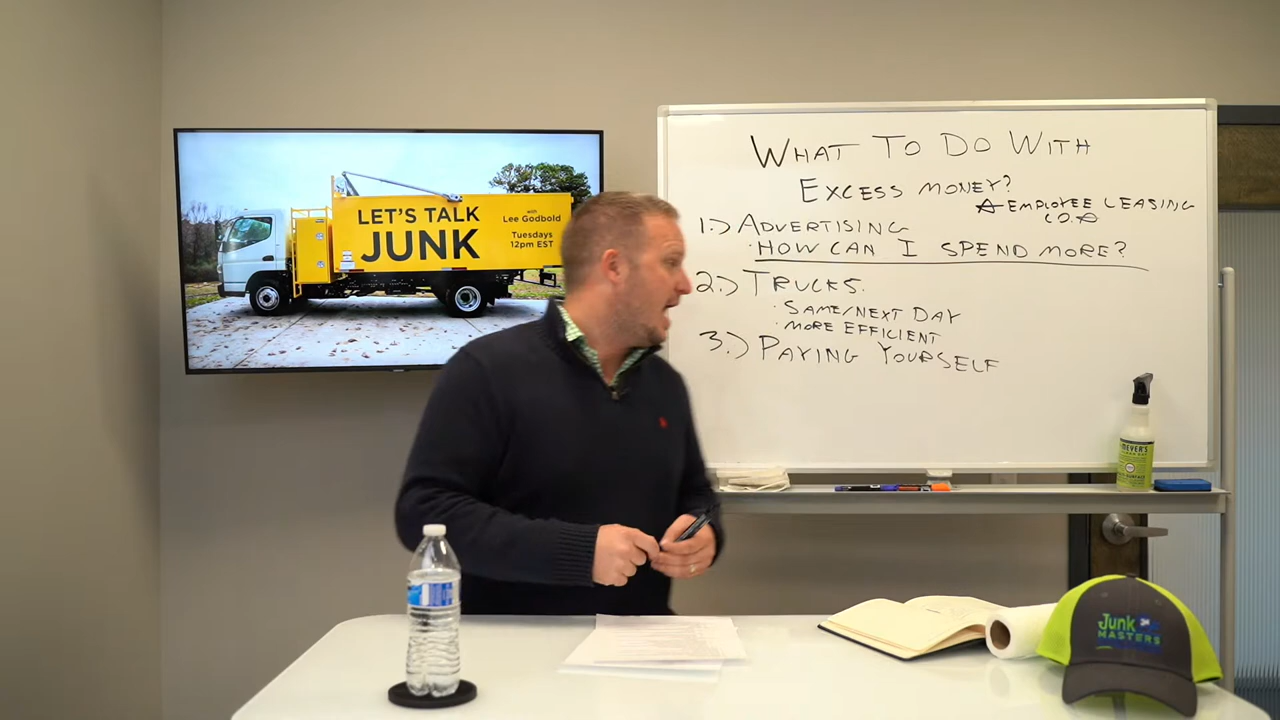 LET'S TALK
JUNK
with
Lee Godbold
Tuesdays
12pm EST
WHAT TO DO WITH
EXCESS MONEY?
EMPLOYEE LEASING
CO.
1.) ADVERTISING
· HOW CAN I SPEND MORE?
2.) TRUCKS.
· SAME/NEXT DAY
· MORE EFFICIENT
3.) PAYING YOURSELF
MEYER'S
Junk
MASTERS